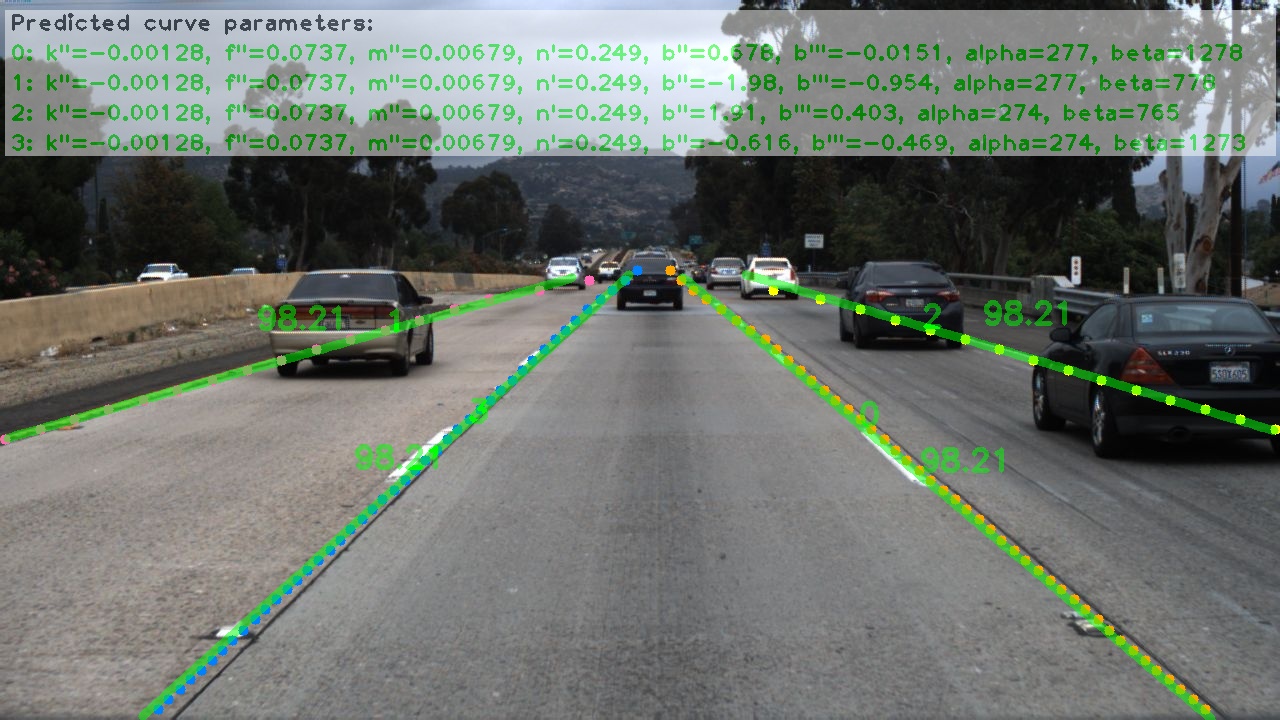 Predicted curve parameters:
0: k''=-0.00128, f''=0.0737, m''=0.00679, n'=0.249, b''=0.678, b'''=-0.0151, alpha=277, beta=1278
1: k''=-0.00128, f''=0.0737, m''=0.00679, n'=0.249, b''=-1.98, b'''=-0.954, alpha=277, beta=778
2: k''=-0.00128, f''=0.0737, m''=0.00679, n'=0.249, b''=1.91, b'''=0.403, alpha=274, beta=765
3: k''=-0.00128, f''=0.0737, m''=0.00679, n'=0.249, b''=-0.616, b'''=-0.469, alpha=274, beta=1273
98.21 1
2 98.21
3
0
98.21
98.21